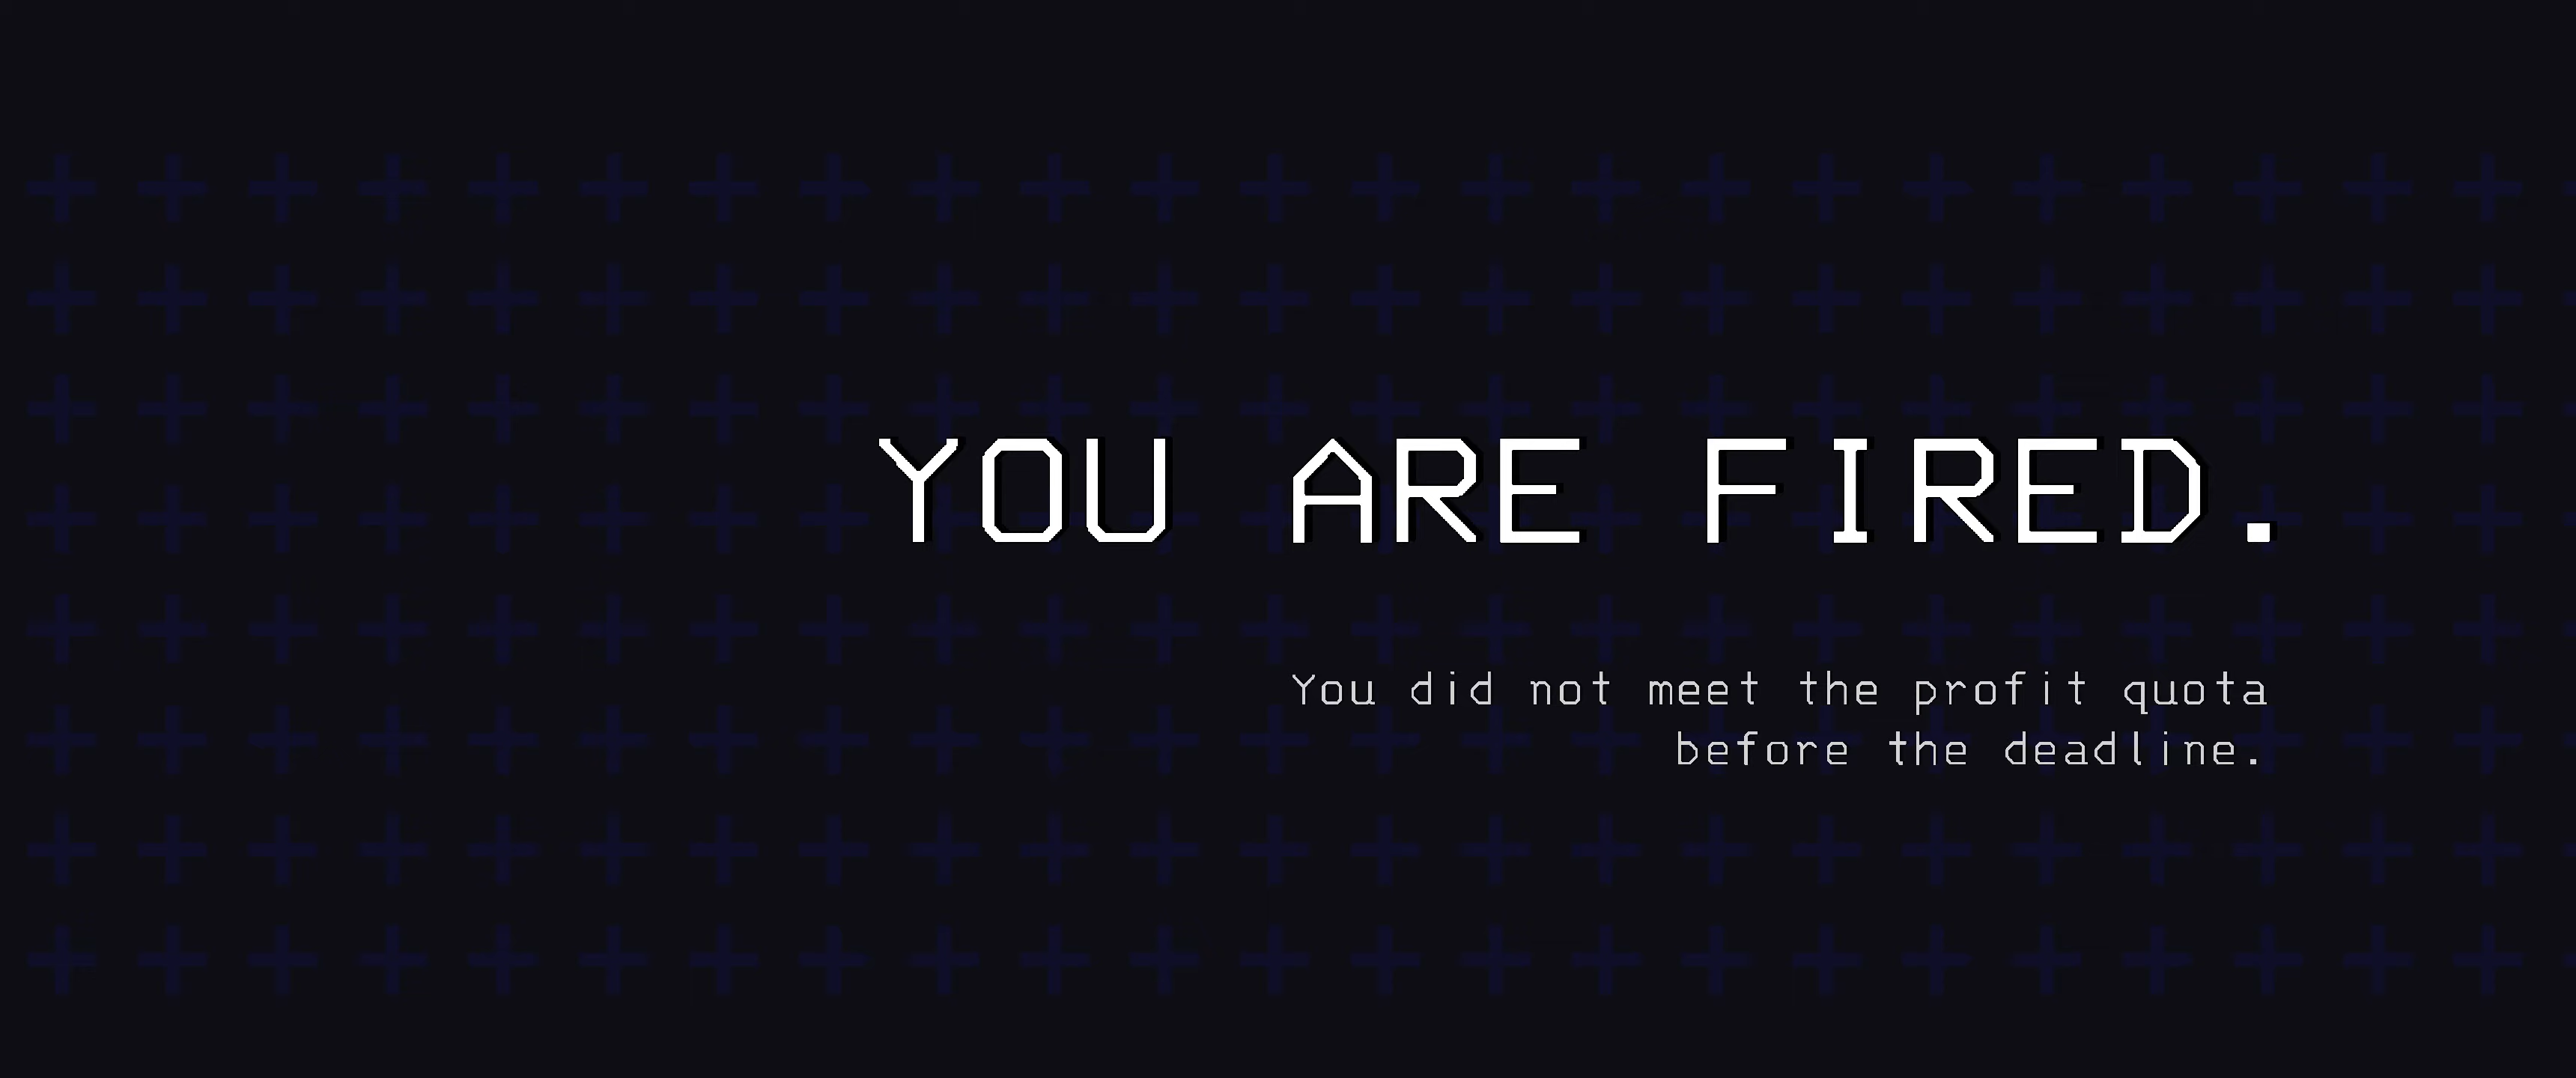 YOU ARE FIRED.
You did not meet the profit quota
before the deadline.